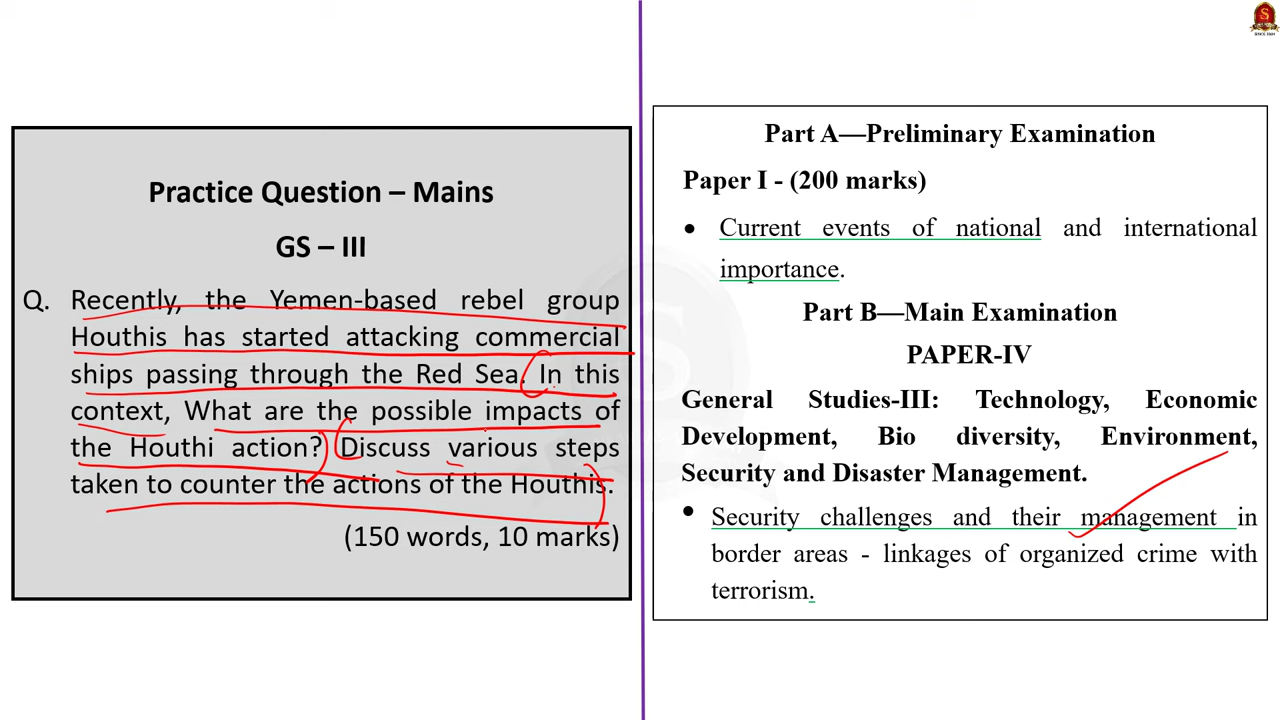 Practice Question – Mains
GS – III
Q. Recently, the Yemen-based rebel group
Houthis has started attacking commercial
ships passing through the Red Sea. In this
context, What are the possible impacts of
the Houthi action? Discuss various steps
taken to counter the actions of the Houthis.
(150 words, 10 marks)
Part A—Preliminary Examination
Paper I - (200 marks)
• Current events of national and international
importance.
Part B—Main Examination
PAPER-IV
General Studies-III: Technology, Economic
Development, Bio diversity, Environment,
Security and Disaster Management.
• Security challenges and their management in
border areas - linkages of organized crime with
terrorism.